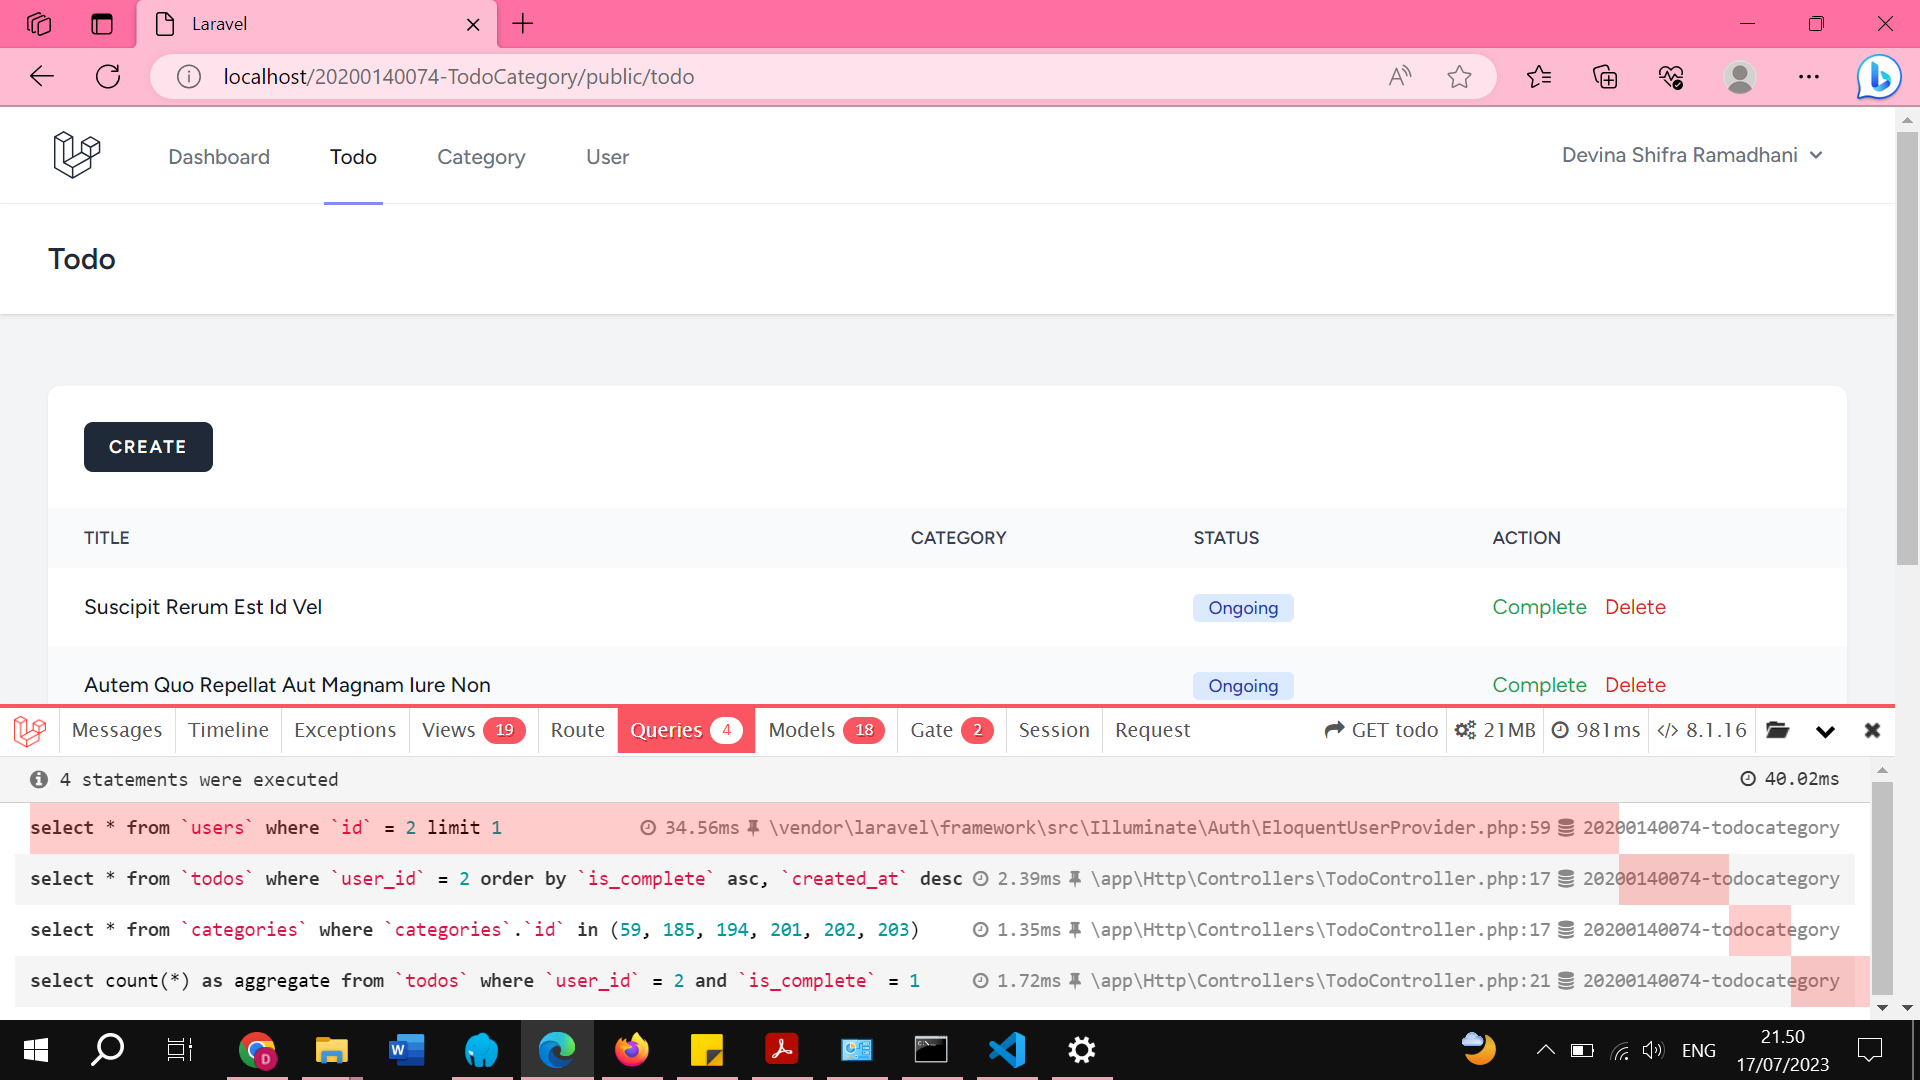 Laravel
localhost/20200140074-TodoCategory/public/todo
Dashboard Todo Category User Devina Shifra Ramadhani
Todo
CREATE
TITLE CATEGORY STATUS ACTION
Suscipit Rerum Est Id Vel Ongoing Complete Delete
Autem Quo Repellat Aut Magnam Iure Non Ongoing Complete Delete
Messages Timeline Exceptions Views 19 Route Queries 4 Models 18 Gate 2 Session Request GET todo 21MB 981ms </> 8.1.16
4 statements were executed 40.02ms
select * from `users` where `id` = 2 limit 1 34.56ms \vendor\laravel\framework\src\Illuminate\Auth\EloquentUserProvider.php:59 20200140074-todocategory
select * from `todos` where `user_id` = 2 order by `is_complete` asc, `created_at` desc 2.39ms \app\Http\Controllers\TodoController.php:17 20200140074-todocategory
select * from `categories` where `categories`.`id` in (59, 185, 194, 201, 202, 203) 1.35ms \app\Http\Controllers\TodoController.php:17 20200140074-todocategory
select count(*) as aggregate from `todos` where `user_id` = 2 and `is_complete` = 1 1.72ms \app\Http\Controllers\TodoController.php:21 20200140074-todocategory
ENG 21.50
17/07/2023